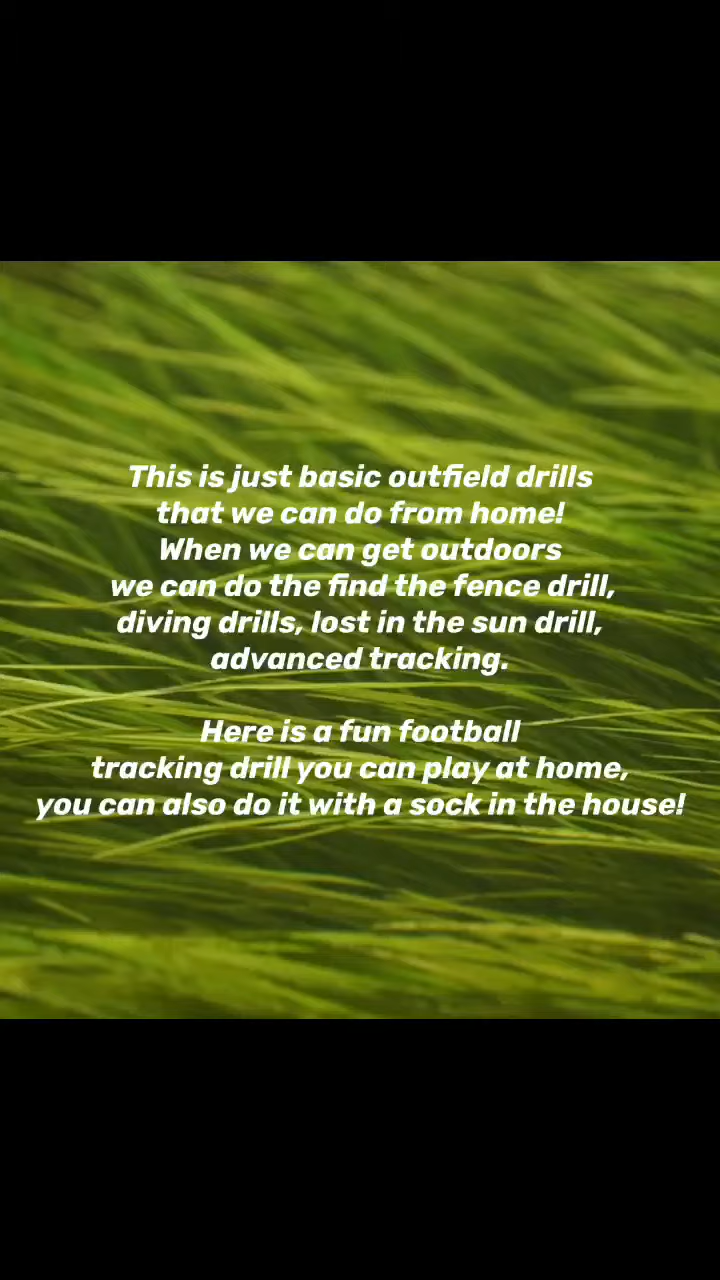 This is just basic outfield drills
that we can do from home!
When we can get outdoors
we can do the find the fence drill,
diving drills, lost in the sun drill,
advanced tracking.
Here is a fun football
tracking drill you can play at home,
you can also do it with a sock in the house!